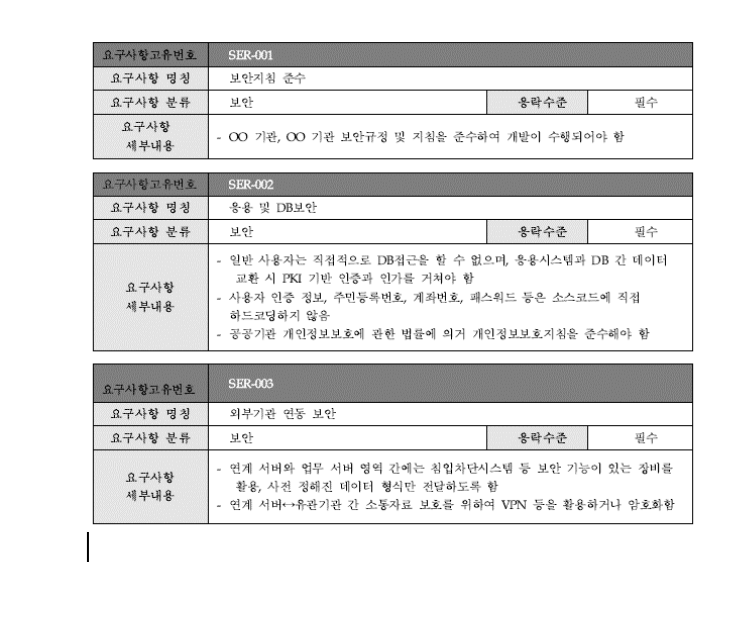 요구사항고유번호 SER-001
요구사항 명칭 보안지침 준수
요구사항 분류 보안 응락수준 필수
요구사항
세부내용
- OO 기관, OO 기관 보안규정 및 지침을 준수하여 개발이 수행되어야 함
요구사항고유번호 SER-002
요구사항 명칭 응용 및 DB보안
요구사항 분류 보안 응락수준 필수
요구사항
세부내용
- 일반 사용자는 직접적으로 DB접근을 할 수 없으며, 응용시스템과 DB 간 데이터
교환 시 PKI 기반 인증과 인가를 거쳐야 함
- 사용자 인증 정보, 주민등록번호, 계좌번호, 패스워드 등은 소스코드에 직접
하드코딩하지 않음
- 공공기관 개인정보보호에 관한 법률에 의거 개인정보보호지침을 준수해야 함
요구사항고유번호 SER-003
요구사항 명칭 외부기관 연동 보안
요구사항 분류 보안 응락수준 필수
요구사항
세부내용
- 연계 서버와 업무 서버 영역 간에는 침입차단시스템 등 보안 기능이 있는 장비를
활용, 사전 정해진 데이터 형식만 전달하도록 함
- 연계 서버↔유관기관 간 소통자료 보호를 위하여 VPN 등을 활용하거나 암호화함